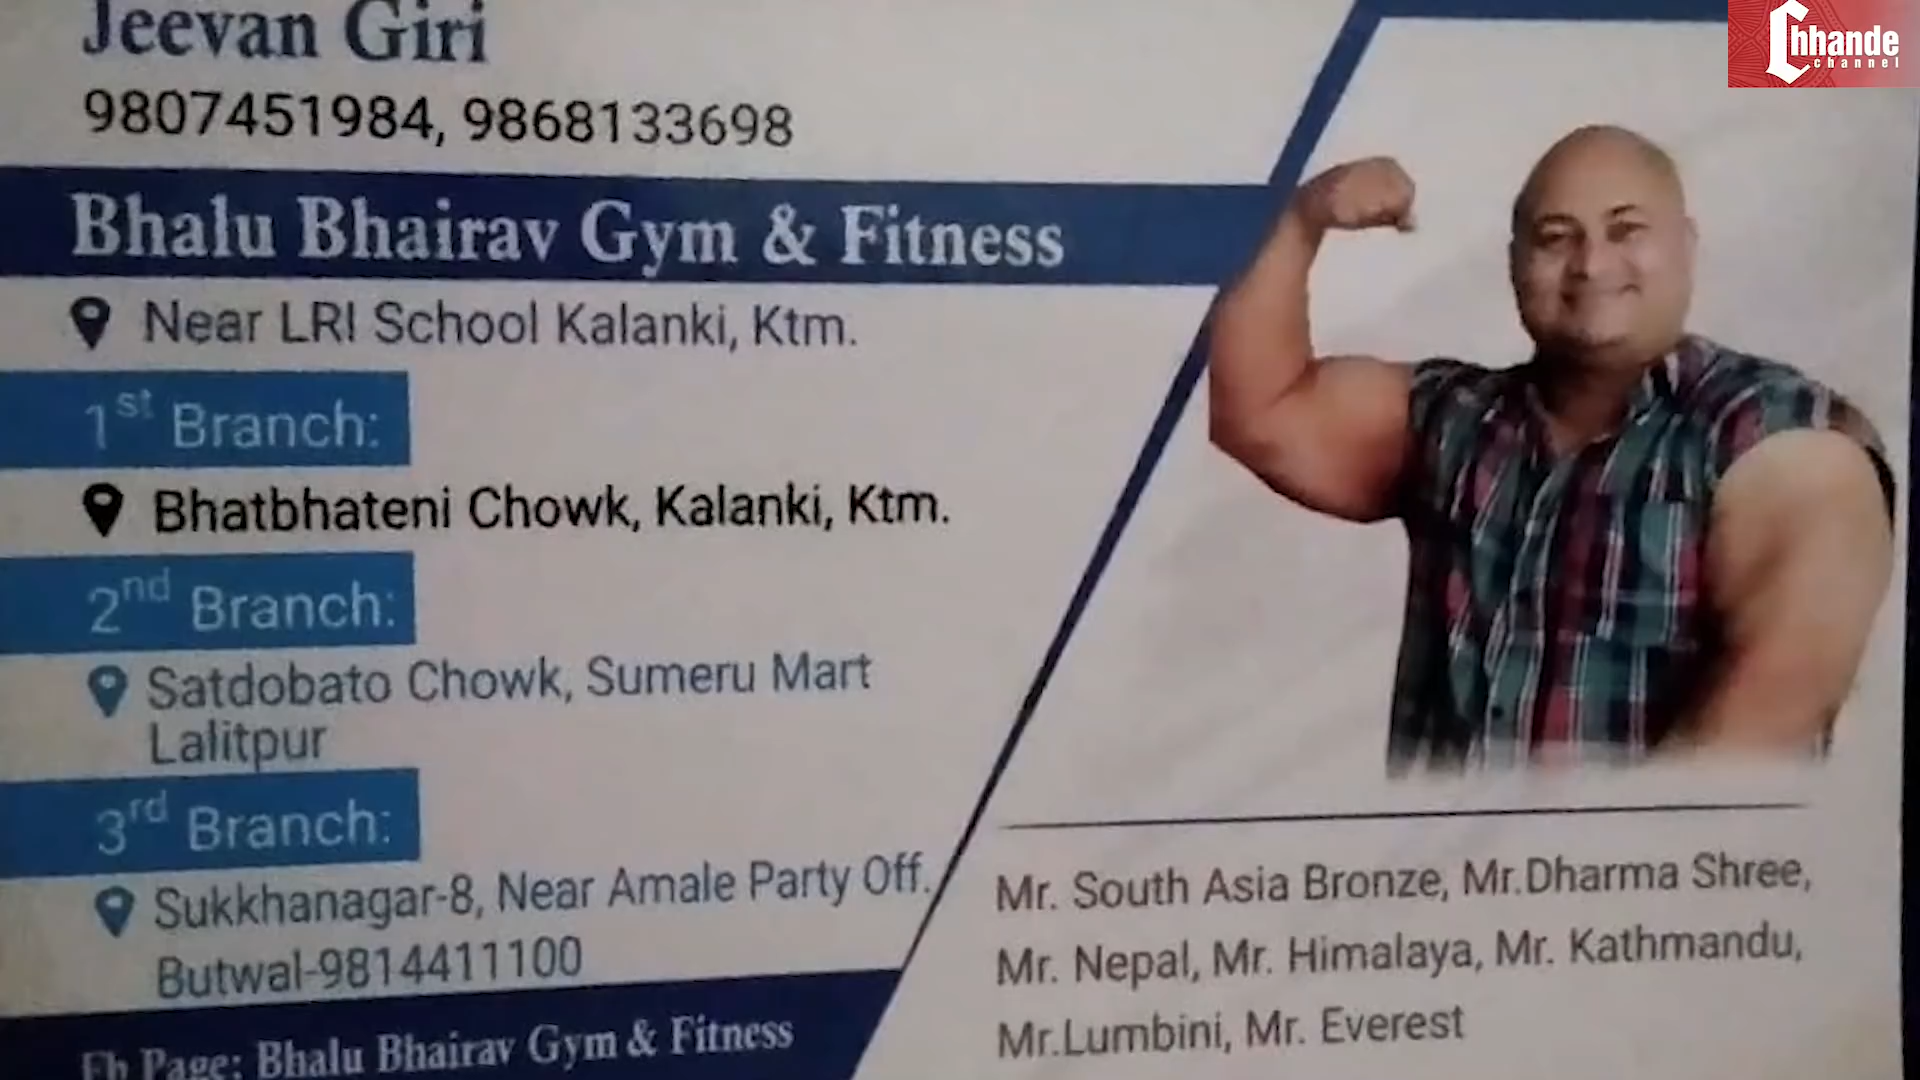 Jeevan Giri
9807451984, 9868133698
Bhalu Bhairav Gym & Fitness
Near LRI School Kalanki, Ktm.
1st Branch:
Bhatbhateni Chowk, Kalanki, Ktm.
2nd Branch:
Satdobato Chowk, Sumeru Mart
Lalitpur
3rd Branch:
Sukkhanagar-8, Near Amale Party Off.
Butwal-9814411100
Fb Page: Bhalu Bhairav Gym & Fitness
Chhande
channel
Mr. South Asia Bronze, Mr.Dharma Shree,
Mr. Nepal, Mr. Himalaya, Mr. Kathmandu,
Mr.Lumbini, Mr. Everest